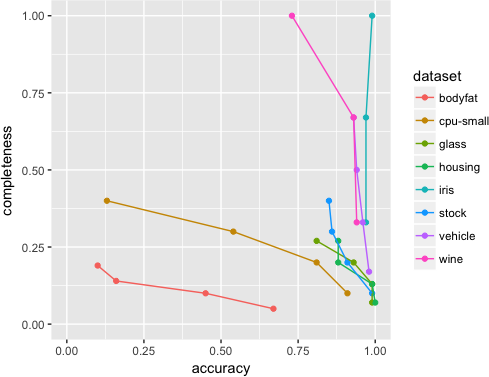 1.00
0.75
0.50
0.25
0.00
completeness
0.00 0.25 0.50 0.75 1.00
accuracy
dataset
bodyfat
cpu-small
glass
housing
iris
stock
vehicle
wine